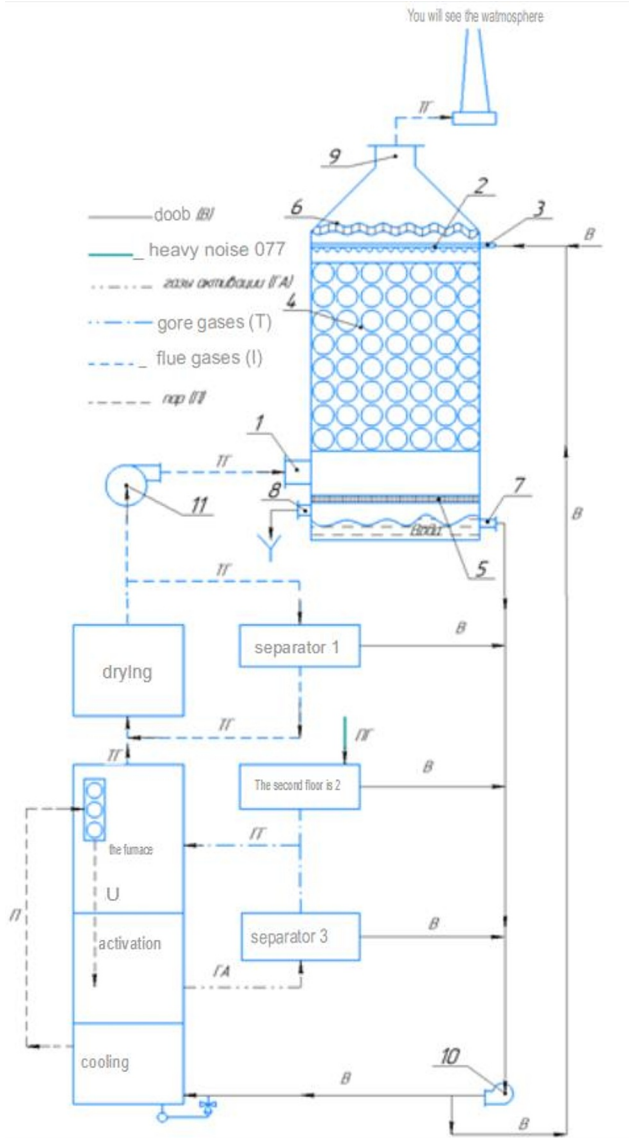 You will see the watmosphere
ТГ
9
2
6
3
В
doob (В)
_ heavy noise 077
газы активации (ГА)
4
gore gases (T)
_ flue gases (I)
пар (П)
1
ТГ
11
8
7
В
Вода
5
ТГ
separator 1
В
drylng
ТГ
ТГ
ПГ
The second floor is 2
В
the furnace
ГГ
U
П
separator 3
В
activation
ГА
cooling
10
В
В